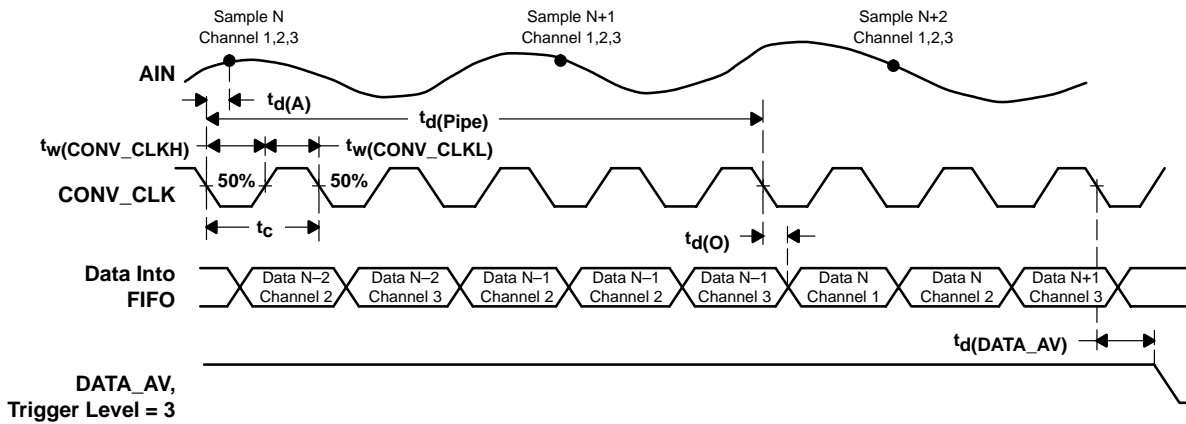 Sample N
Channel 1,2,3
Sample N+1
Channel 1,2,3
Sample N+2
Channel 1,2,3
AIN
td(A)
td(Pipe)
tw(CONV_CLKH)
tw(CONV_CLKL)
50%
50%
CONV_CLK
tc
td(O)
Data Into
FIFO
Data N–2
Channel 2
Data N–2
Channel 3
Data N–1
Channel 2
Data N–1
Channel 2
Data N–1
Channel 3
Data N
Channel 1
Data N
Channel 2
Data N+1
Channel 3
td(DATA_AV)
DATA_AV,
Trigger Level = 3